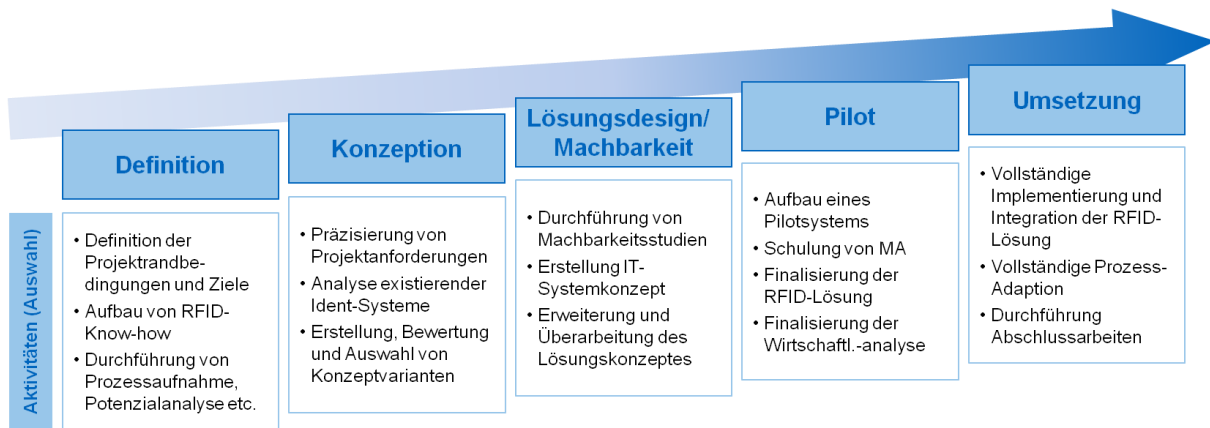 Definition
Konzeption
Lösungsdesign/
Machbarkeit
Pilot
Umsetzung
Aktivitäten (Auswahl)
• Definition der
Projektrandbe-
dingungen und Ziele
• Aufbau von RFID-
Know-how
• Durchführung von
Prozessaufnahme,
Potenzialanalyse etc.
• Präzisierung von
Projektanforderungen
• Analyse existierender
Ident-Systeme
• Erstellung, Bewertung
und Auswahl von
Konzeptvarianten
• Durchführung von
Machbarkeitsstudien
• Erstellung IT-
Systemkonzept
• Erweiterung und
Überarbeitung des
Lösungskonzeptes
• Aufbau eines
Pilotsystems
• Schulung von MA
• Finalisierung der
RFID-Lösung
• Finalisierung der
Wirtschaftl.-analyse
• Vollständige
Implementierung und
Integration der RFID-
Lösung
• Vollständige Prozess-
Adaption
• Durchführung
Abschlussarbeiten